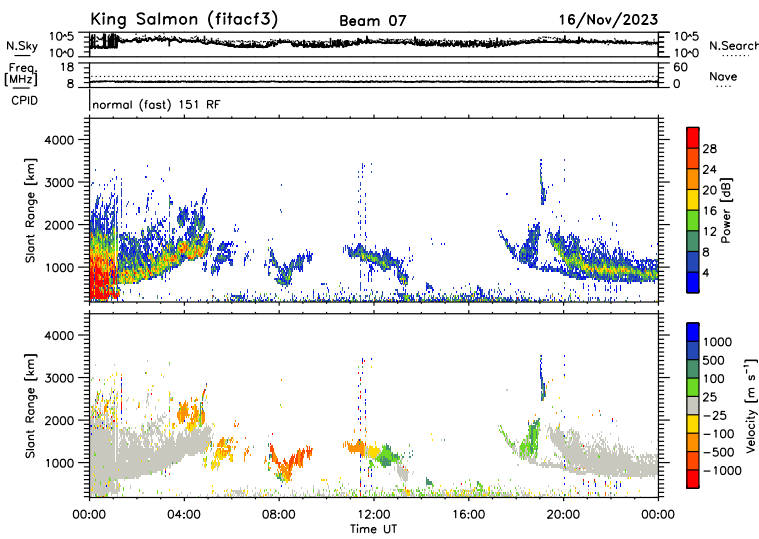 King Salmon (fitacf3) Beam 07 16/Nov/2023
N.Sky 10^5 10^0 10^5 10^0 N.Search
Freq. [MHz] 18 8 60 0 Nave
CPID normal (fast) 151 RF
Slant Range [km] 4000 3000 2000 1000
Power [dB] 28 24 20 16 12 8 4
Slant Range [km] 4000 3000 2000 1000
Velocity [m s⁻¹] 1000 500 100 25 −25 −100 −500 −1000
00:00 04:00 08:00 12:00 16:00 20:00 00:00
Time UT